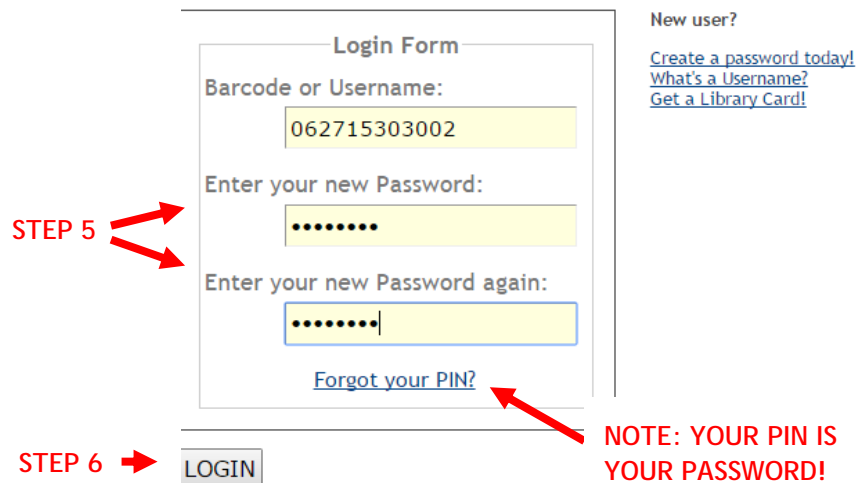 New user?
Create a password today!
What's a Username?
Get a Library Card!
Login Form
Barcode or Username:
062715303002
Enter your new Password:
••••••••
STEP 5
Enter your new Password again:
••••••••
Forgot your PIN?
NOTE: YOUR PIN IS
YOUR PASSWORD!
STEP 6
LOGIN